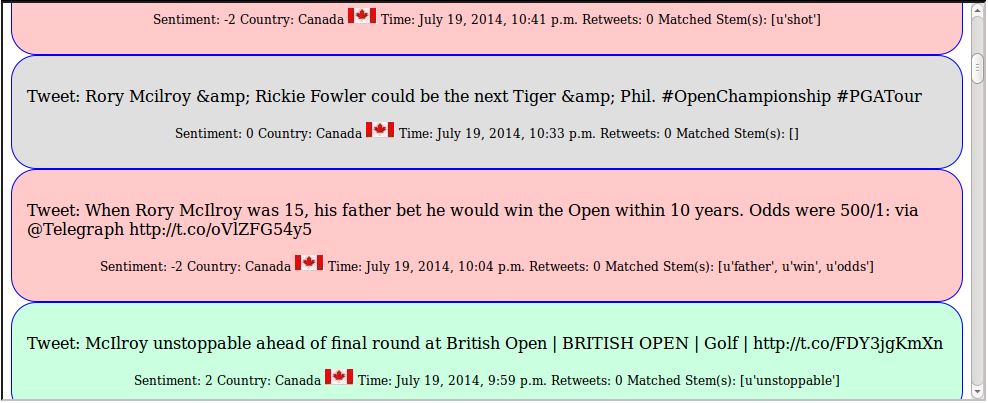 Sentiment: -2 Country: Canada Time: July 19, 2014, 10:41 p.m. Retweets: 0 Matched Stem(s): [u'shot']
Tweet: Rory Mcilroy &amp; Rickie Fowler could be the next Tiger &amp; Phil. #OpenChampionship #PGATour
Sentiment: 0 Country: Canada Time: July 19, 2014, 10:33 p.m. Retweets: 0 Matched Stem(s): []
Tweet: When Rory McIlroy was 15, his father bet he would win the Open within 10 years. Odds were 500/1: via
@Telegraph http://t.co/oVlZFG54y5
Sentiment: -2 Country: Canada Time: July 19, 2014, 10:04 p.m. Retweets: 0 Matched Stem(s): [u'father', u'win', u'odds']
Tweet: McIlroy unstoppable ahead of final round at British Open | BRITISH OPEN | Golf | http://t.co/FDY3jgKmXn
Sentiment: 2 Country: Canada Time: July 19, 2014, 9:59 p.m. Retweets: 0 Matched Stem(s): [u'unstoppable']